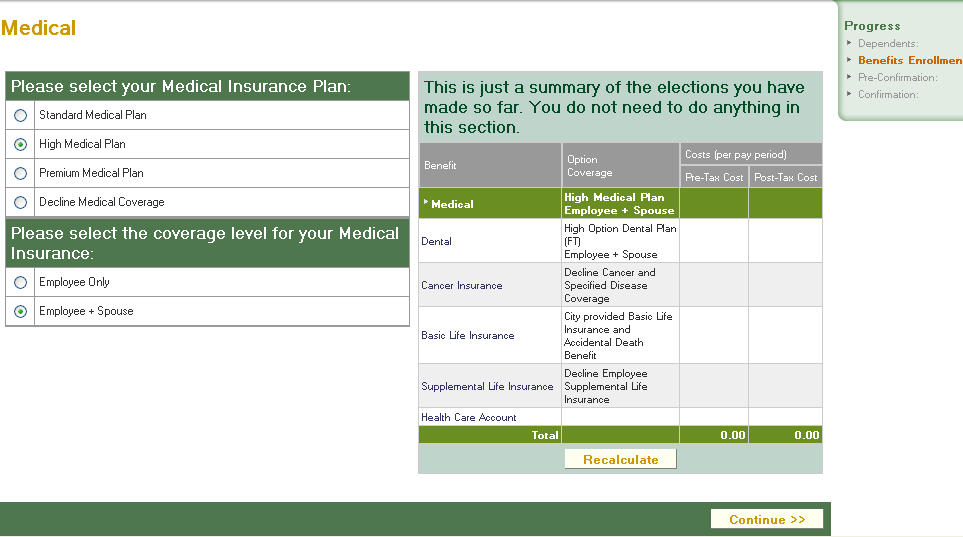 Medical
Please select your Medical Insurance Plan:
Standard Medical Plan
High Medical Plan
Premium Medical Plan
Decline Medical Coverage
Please select the coverage level for your Medical
Insurance:
Employee Only
Employee + Spouse
This is just a summary of the elections you have
made so far. You do not need to do anything in
this section.
Benefit
Option
Coverage
Costs (per pay period)
Pre-Tax Cost
Post-Tax Cost
Medical
High Medical Plan
Employee + Spouse
Dental
High Option Dental Plan
(FT)
Employee + Spouse
Cancer Insurance
Decline Cancer and
Specified Disease
Coverage
Basic Life Insurance
City provided Basic Life
Insurance and
Accidental Death
Benefit
Supplemental Life Insurance
Decline Employee
Supplemental Life
Insurance
Health Care Account
Total 0.00 0.00
Recalculate
Continue >>
Progress
Dependents:
Benefits Enrollmen
Pre-Confirmation:
Confirmation: